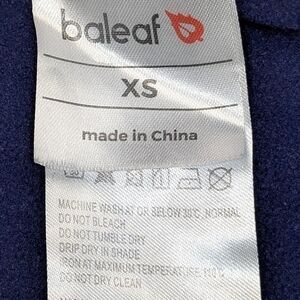 baleaf
XS
made in China
MACHINE WASH AT OR BELOW 30°C, NORMAL
DO NOT BLEACH
DO NOT TUMBLE DRY
DRIP DRY IN SHADE
IRON AT MAXIMUM TEMPERATURE 110°C
DO NOT DRY CLEAN